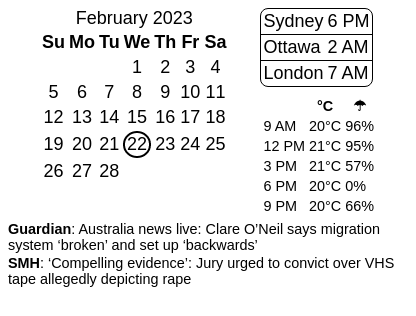 February 2023
Su Mo Tu We Th Fr Sa
1 2 3 4
5 6 7 8 9 10 11
12 13 14 15 16 17 18
19 20 21 22 23 24 25
26 27 28
Sydney 6 PM
Ottawa 2 AM
London 7 AM
°C ☂
9 AM 20°C 96%
12 PM 21°C 95%
3 PM 21°C 57%
6 PM 20°C 0%
9 PM 20°C 66%
Guardian: Australia news live: Clare O’Neil says migration
system ‘broken’ and set up ‘backwards’
SMH: ‘Compelling evidence’: Jury urged to convict over VHS
tape allegedly depicting rape